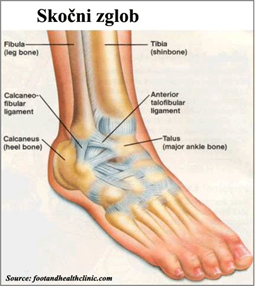 Skočni zglob
Fibula
(leg bone)
Tibia
(shinbone)
Calcaneo-
fibular
ligament
Anterior
talofibular
ligament
Calcaneus
(heel bone)
Talus
(major ankle bone)
Source: footandhealthclinic.com